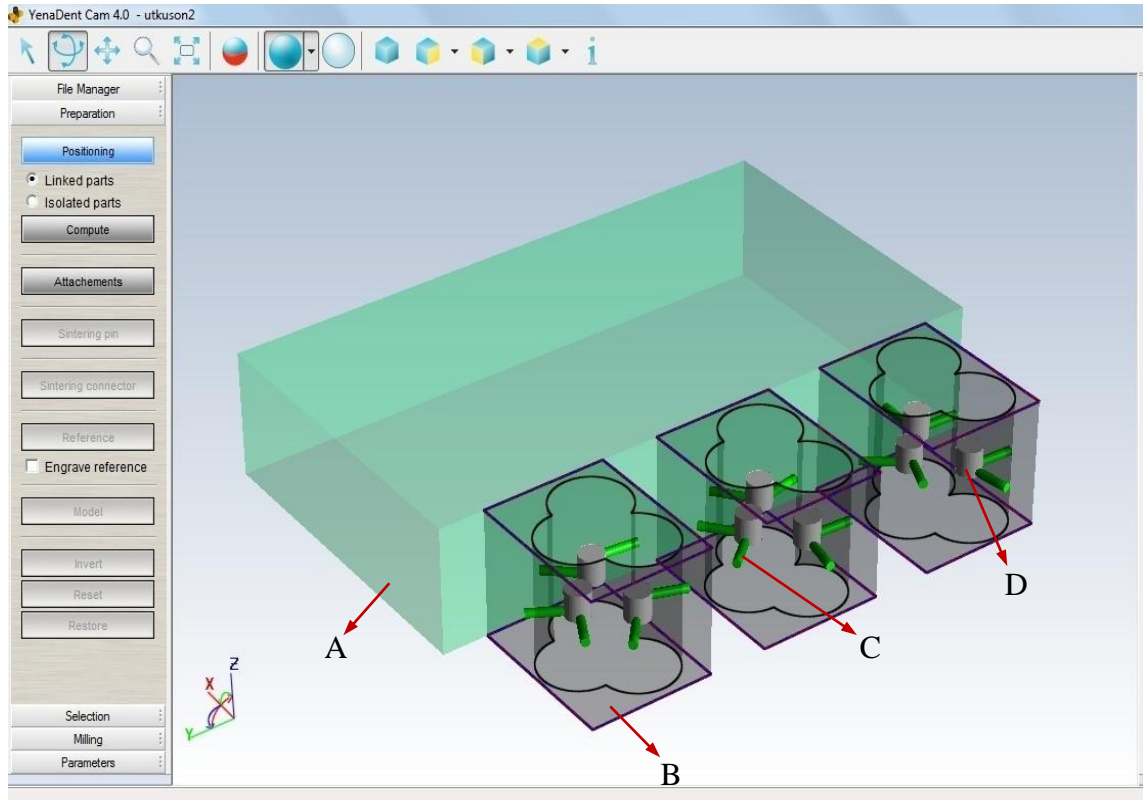 YenaDent Cam 4.0 - utkuson2
File Manager
Preparation
Positioning
Linked parts
Isolated parts
Compute
Attachements
Sintering pin
Sintering connector
Reference
Engrave reference
Model
Invert
Reset
Restore
Selection
Milling
Parameters
Z
X
Y
A
B
C
D